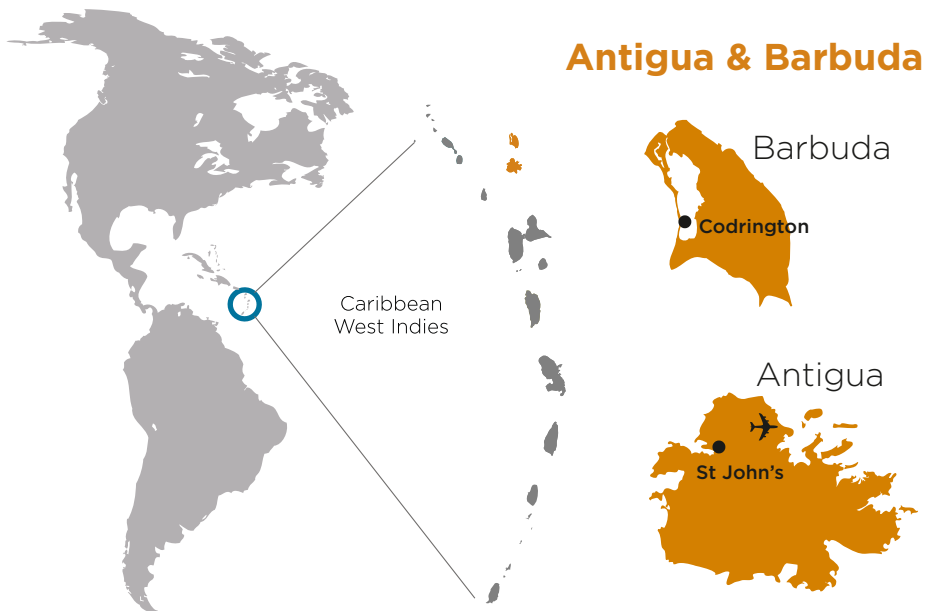 Antigua & Barbuda
Barbuda
Codrington
Caribbean
West Indies
Antigua
St John's